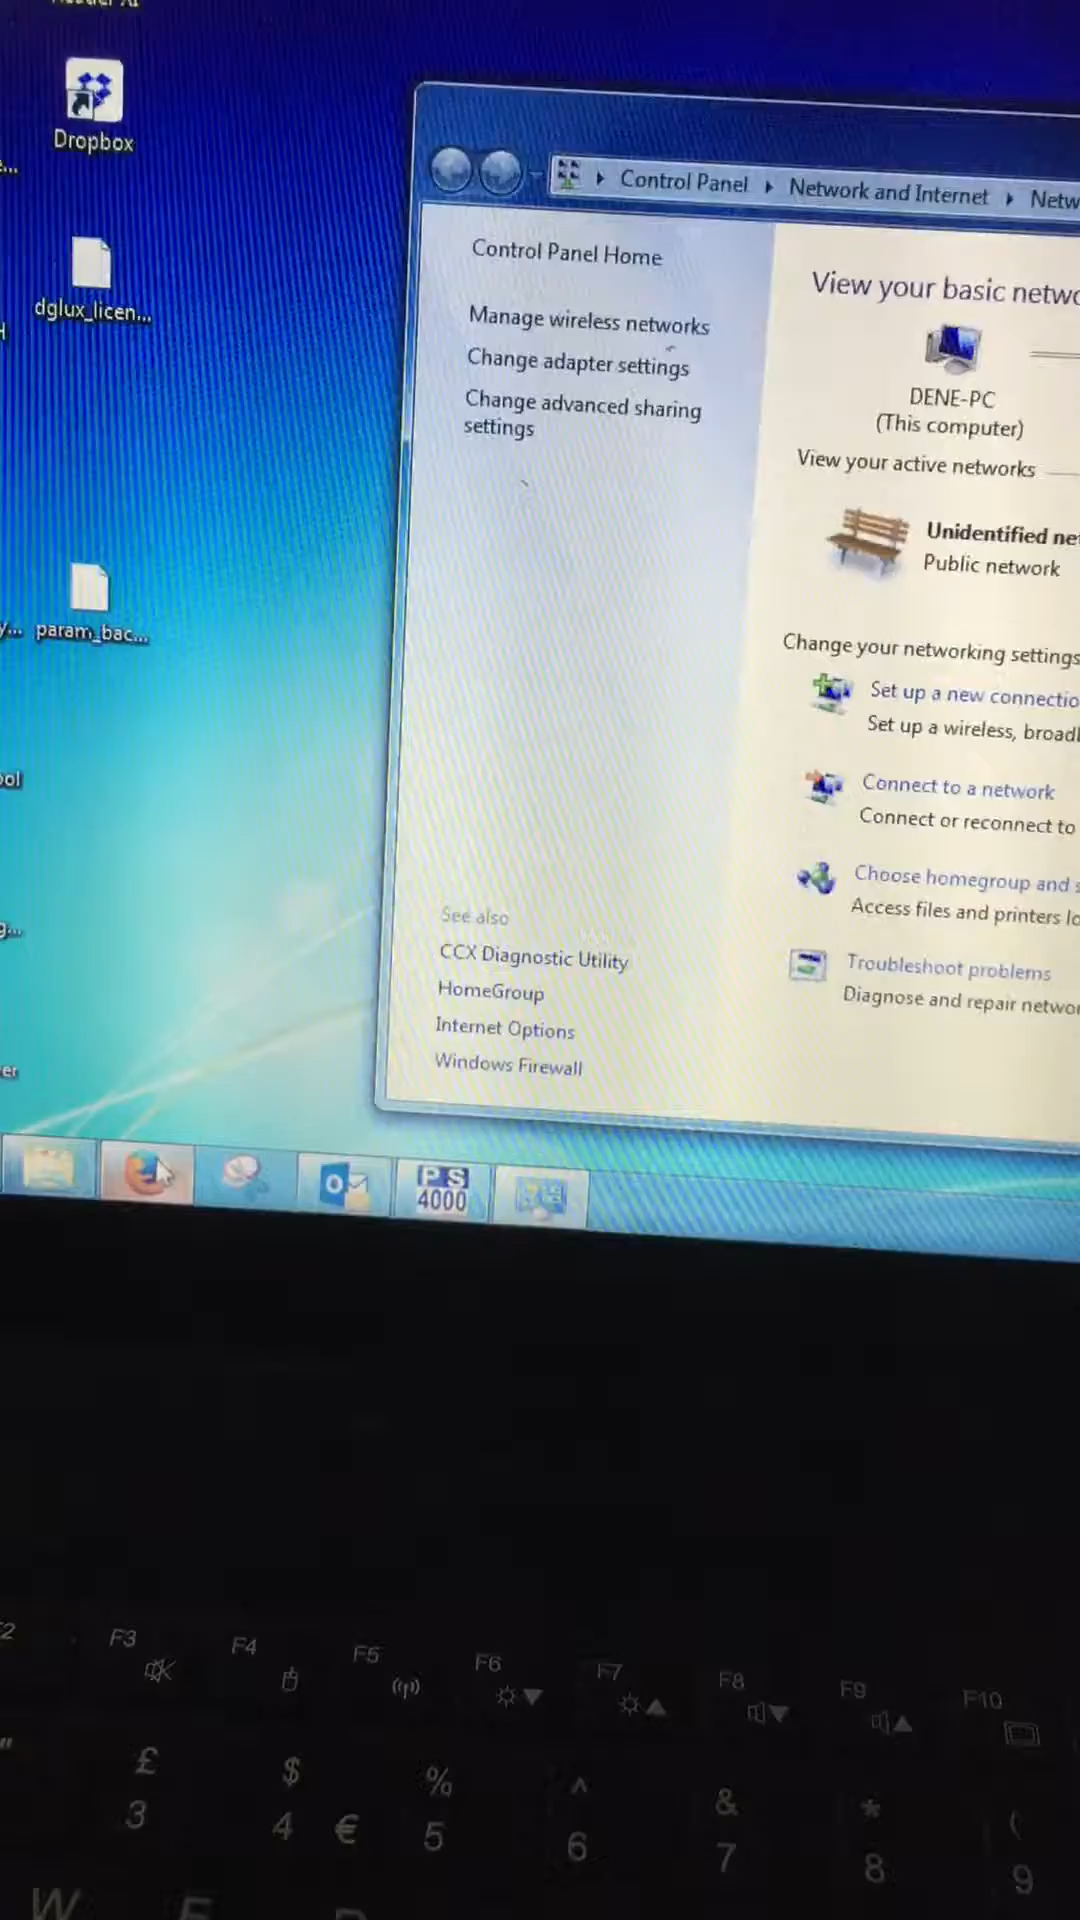 Dropbox
dglux_licen...
param_bac...
Control Panel
Network and Internet
Netw
Control Panel Home
Manage wireless networks
Change adapter settings
Change advanced sharing
settings
See also
CCX Diagnostic Utility
HomeGroup
Internet Options
Windows Firewall
View your basic netwo
DENE-PC
(This computer)
View your active networks
Unidentified ne
Public network
Change your networking settings
Set up a new connectio
Set up a wireless, broadb
Connect to a network
Connect or reconnect to
Choose homegroup and s
Access files and printers lo
Troubleshoot problems
Diagnose and repair networ
PS
4000
F3
F4
F5
F6
F7
F8
F9
F10
£
$
%
^
&
*
(
3
4
€
5
6
7
8
9
W